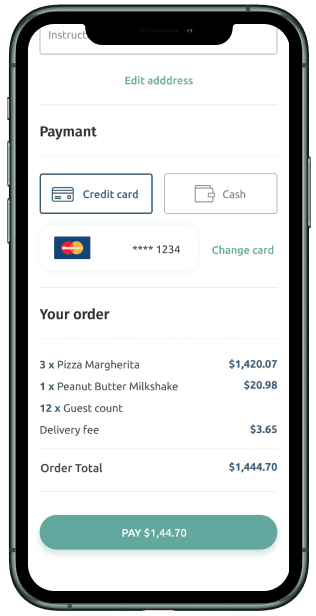 Instruct
Edit adddress
Paymant
Credit card
Cash
MasterCard
**** 1234
Change card
Your order
3 x Pizza Margherita $1,420.07
1 x Peanut Butter Milkshake $20.98
12 x Guest count
Delivery fee $3.65
Order Total $1,444.70
PAY $1,44.70